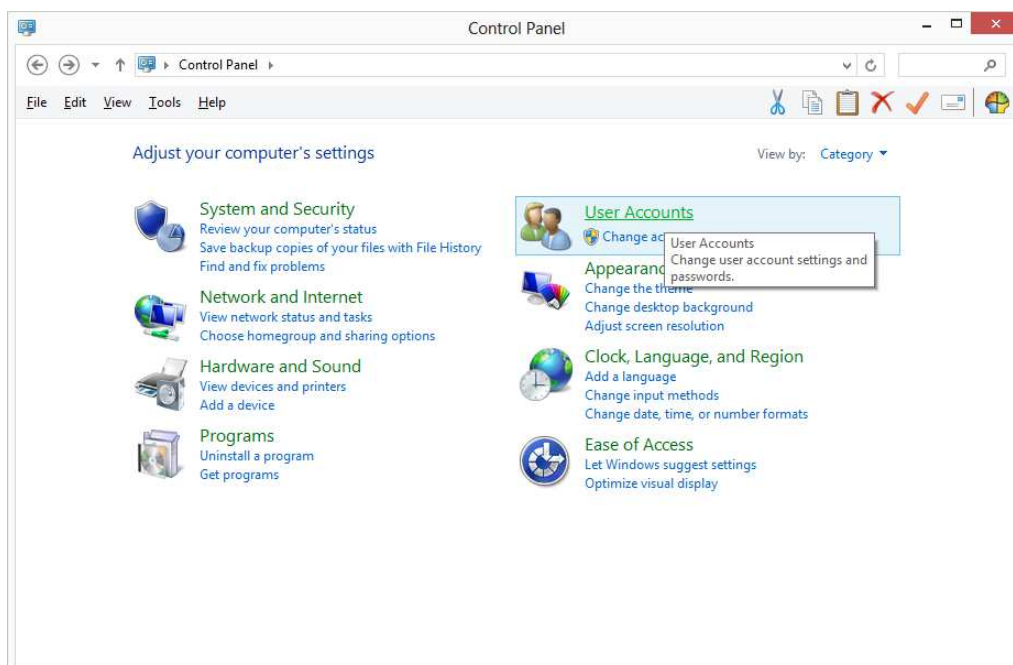 Control Panel
Control Panel
File Edit View Tools Help
Adjust your computer's settings
View by: Category
System and Security
Review your computer's status
Save backup copies of your files with File History
Find and fix problems
Network and Internet
View network status and tasks
Choose homegroup and sharing options
Hardware and Sound
View devices and printers
Add a device
Programs
Uninstall a program
Get programs
User Accounts
Change
User Accounts
Change user account settings and
passwords.
Change the theme
Change desktop background
Adjust screen resolution
Clock, Language, and Region
Add a language
Change input methods
Change date, time, or number formats
Ease of Access
Let Windows suggest settings
Optimize visual display